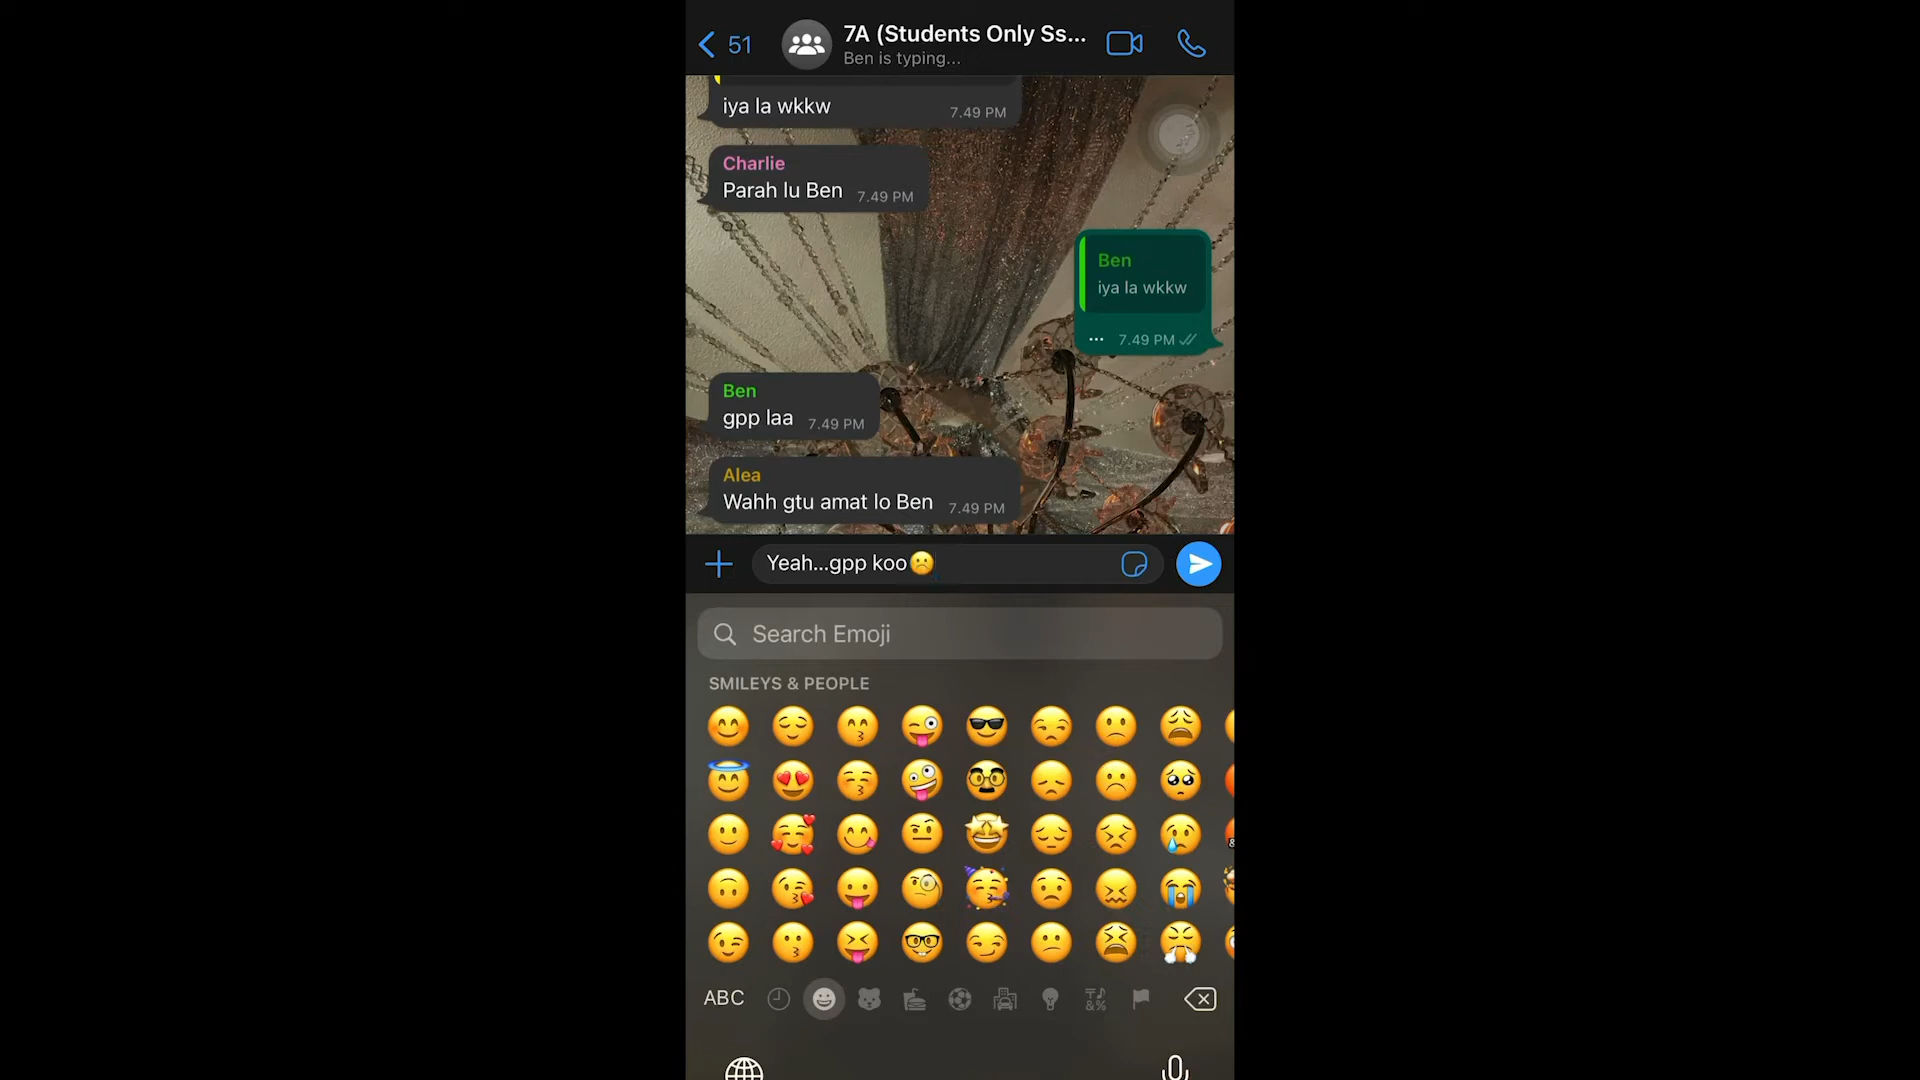 51
7A (Students Only Ss...
Ben is typing...
iya la wkkw
7.49 PM
Charlie
Parah lu Ben
7.49 PM
Ben
iya la wkkw
...
7.49 PM
Ben
gpp laa
7.49 PM
Alea
Wahh gtu amat lo Ben
7.49 PM
Yeah...gpp koo☹️
Search Emoji
SMILEYS & PEOPLE
ABC